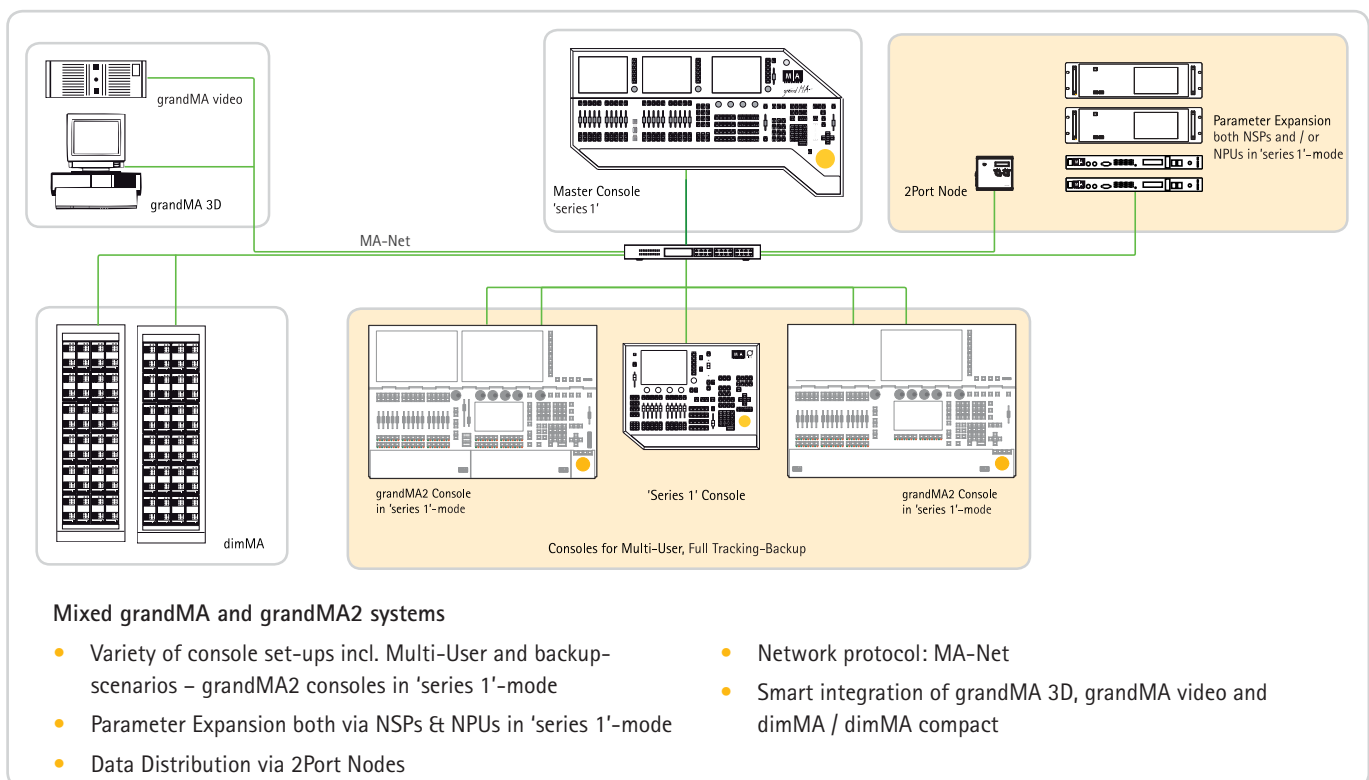 grandMA video
grandMA 3D
MA
grandMA
Master Console
'series 1'
2Port Node
Parameter Expansion
both NSPs and / or
NPUs in 'series 1'-mode
MA-Net
dimMA
grandMA2 Console
in 'series 1'-mode
'Series 1' Console
grandMA2 Console
in 'series 1'-mode
Consoles for Multi-User, Full Tracking-Backup
Mixed grandMA and grandMA2 systems
• Variety of console set-ups incl. Multi-User and backup-
scenarios – grandMA2 consoles in ‘series 1’-mode
• Parameter Expansion both via NSPs & NPUs in ‘series 1’-mode
• Data Distribution via 2Port Nodes
• Network protocol: MA-Net
• Smart integration of grandMA 3D, grandMA video and
dimMA / dimMA compact